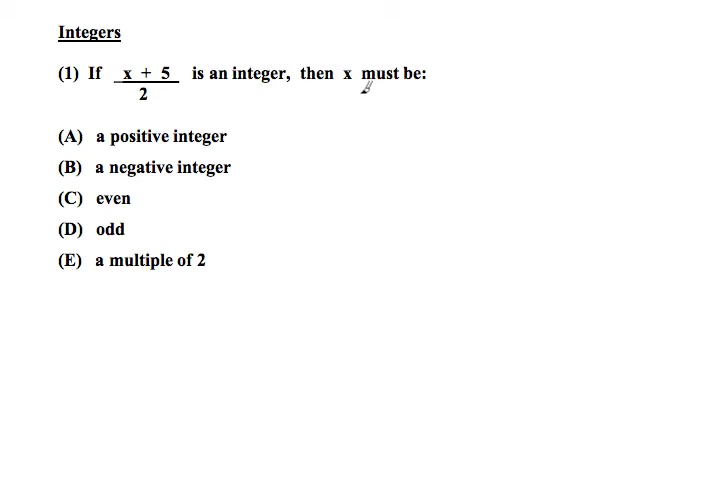 Integers
(1) If x + 5 is an integer, then x must be:
2
(A) a positive integer
(B) a negative integer
(C) even
(D) odd
(E) a multiple of 2